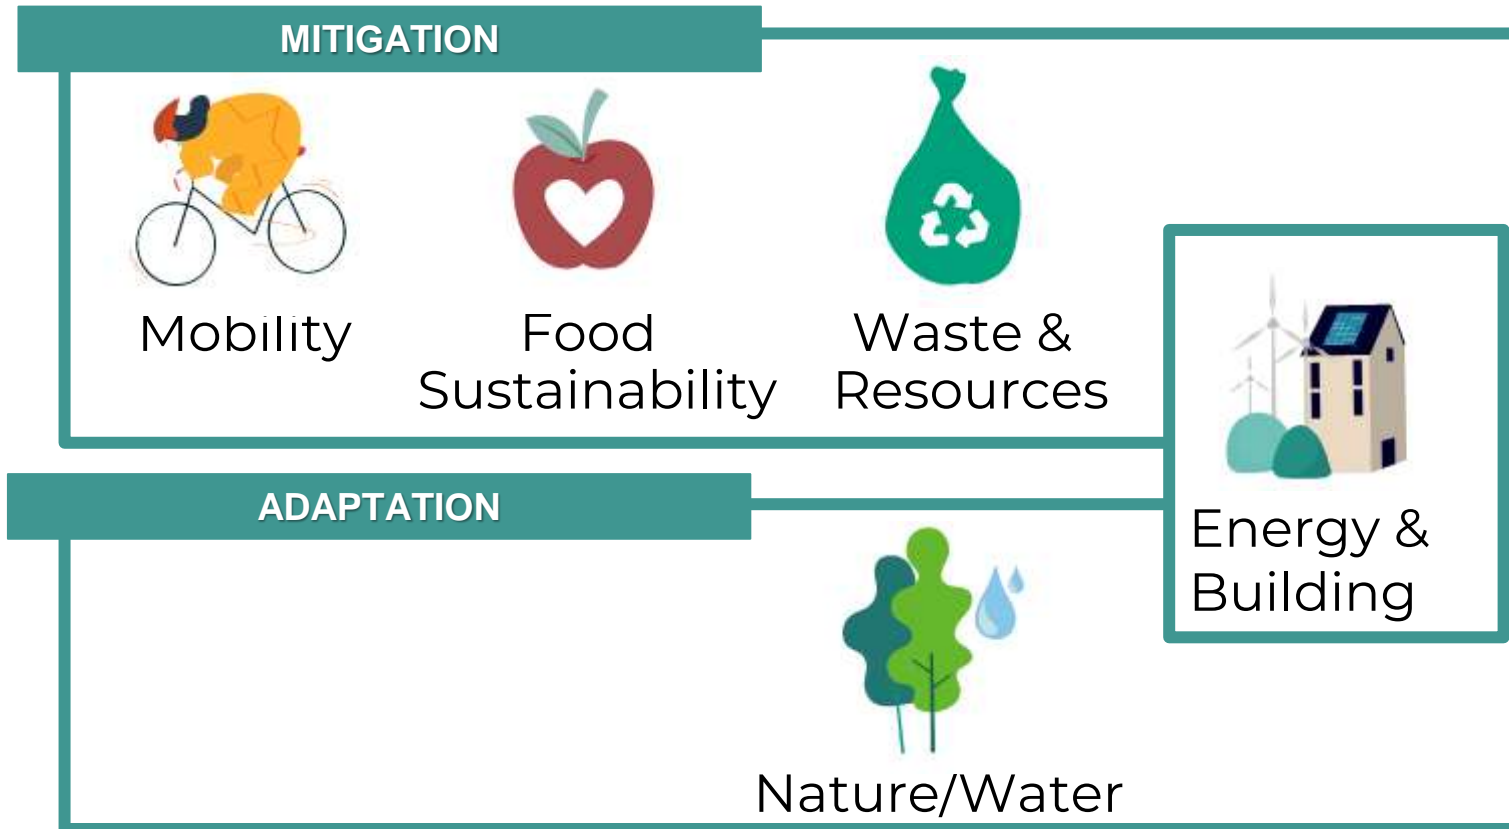 MITIGATION
Mobility
Food
Sustainability
Waste &
Resources
Energy &
Building
ADAPTATION
Nature/Water